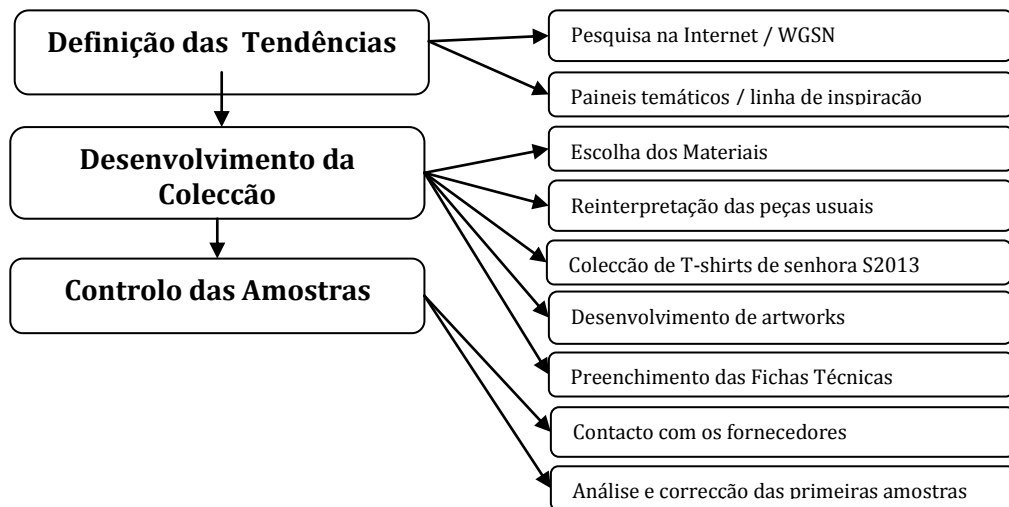 Definição das Tendências
Pesquisa na Internet / WGSN
Paineis temáticos / linha de inspiração
Desenvolvimento da
Colecção
Escolha dos Materiais
Reinterpretação das peças usuais
Colecção de T-shirts de senhora S2013
Desenvolvimento de artworks
Preenchimento das Fichas Técnicas
Controlo das Amostras
Contacto com os fornecedores
Análise e correcção das primeiras amostras